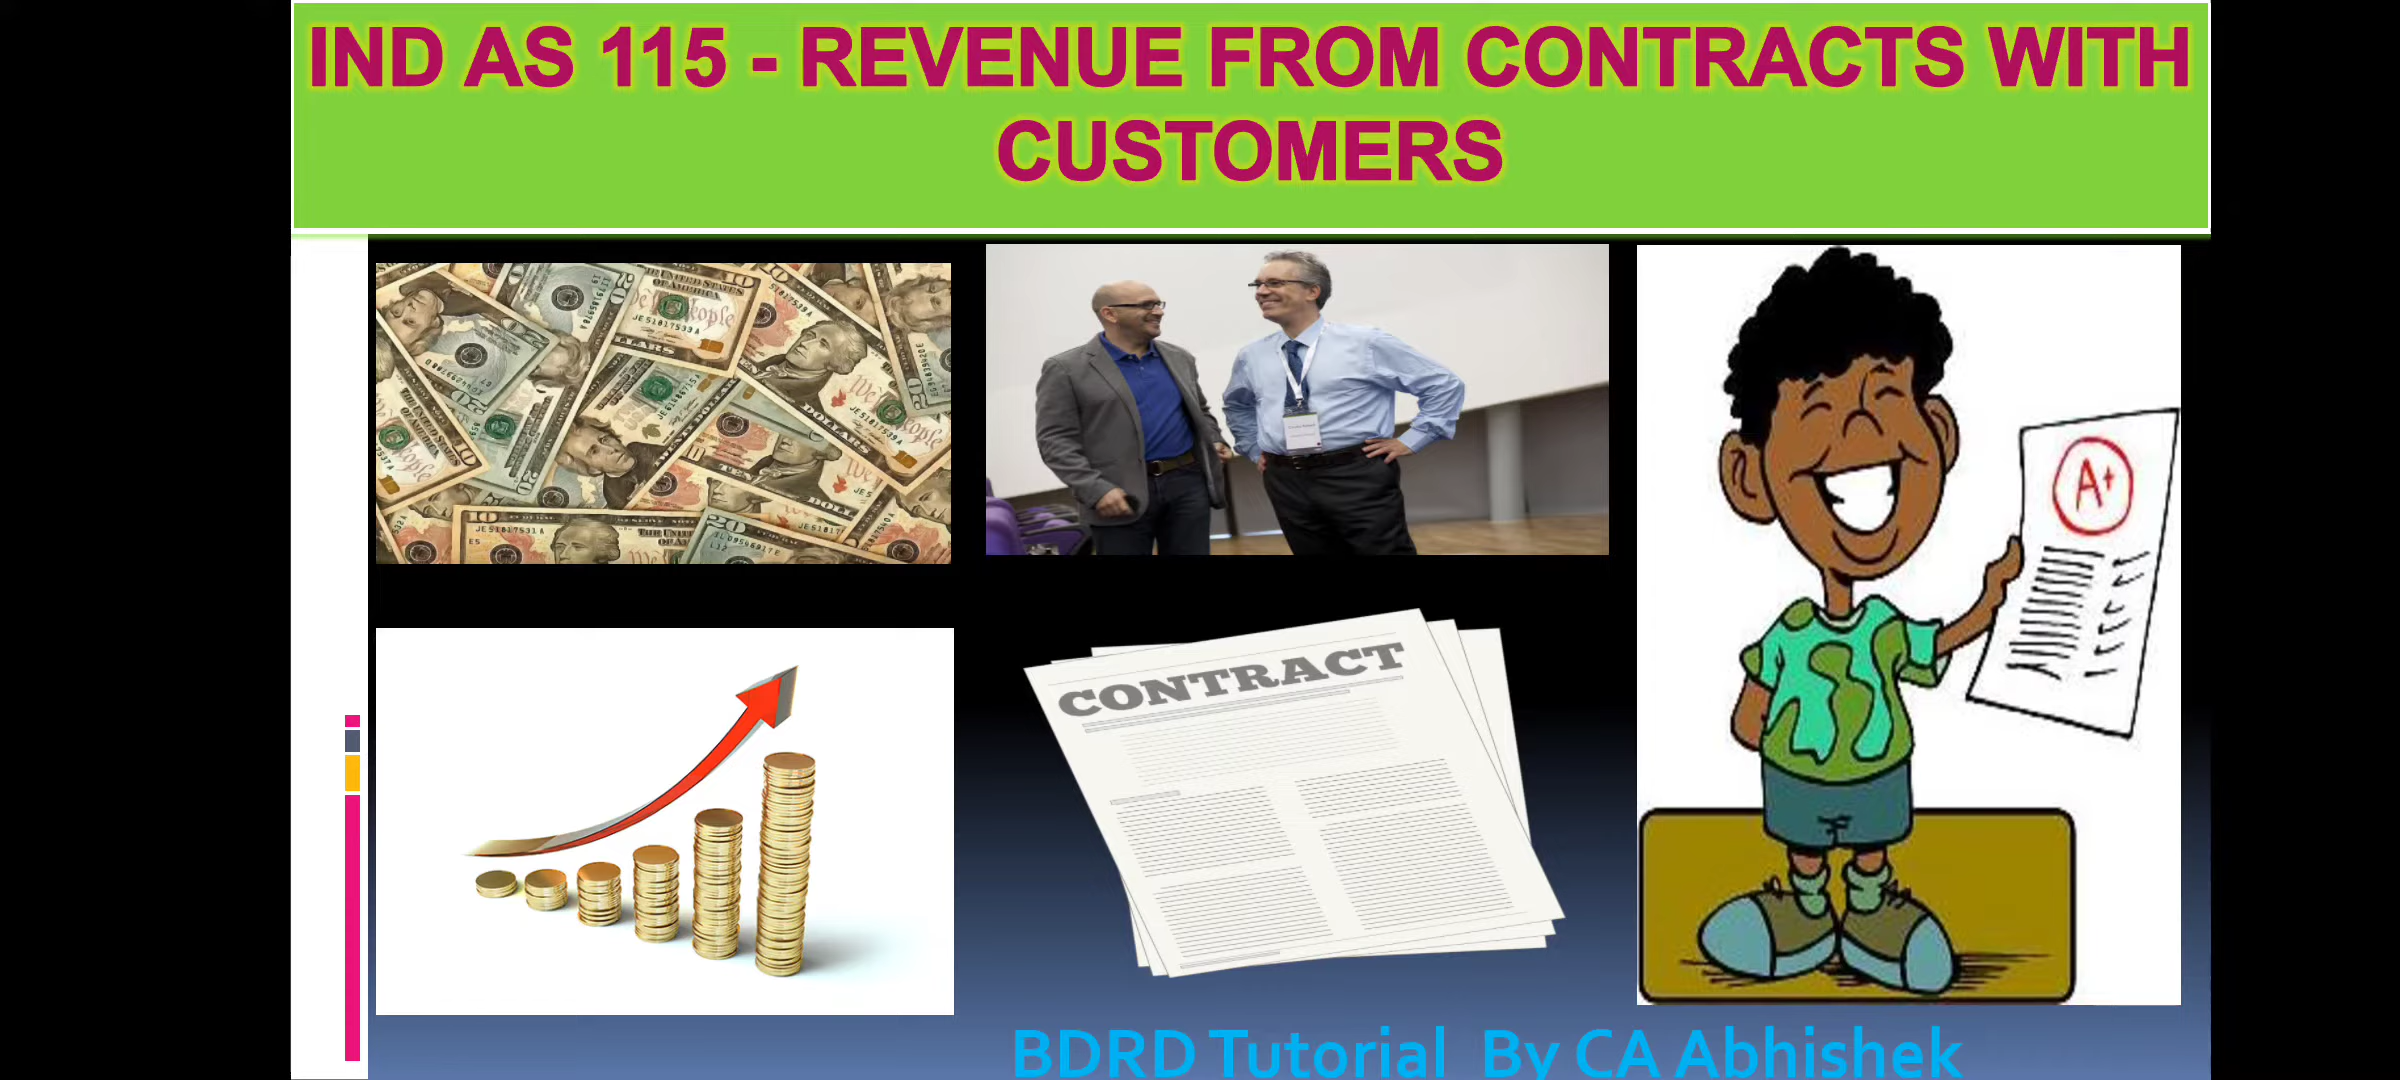 IND AS 115 - REVENUE FROM CONTRACTS WITH
CUSTOMERS
A+
CONTRACT
BDRD Tutorial By CA Abhishek